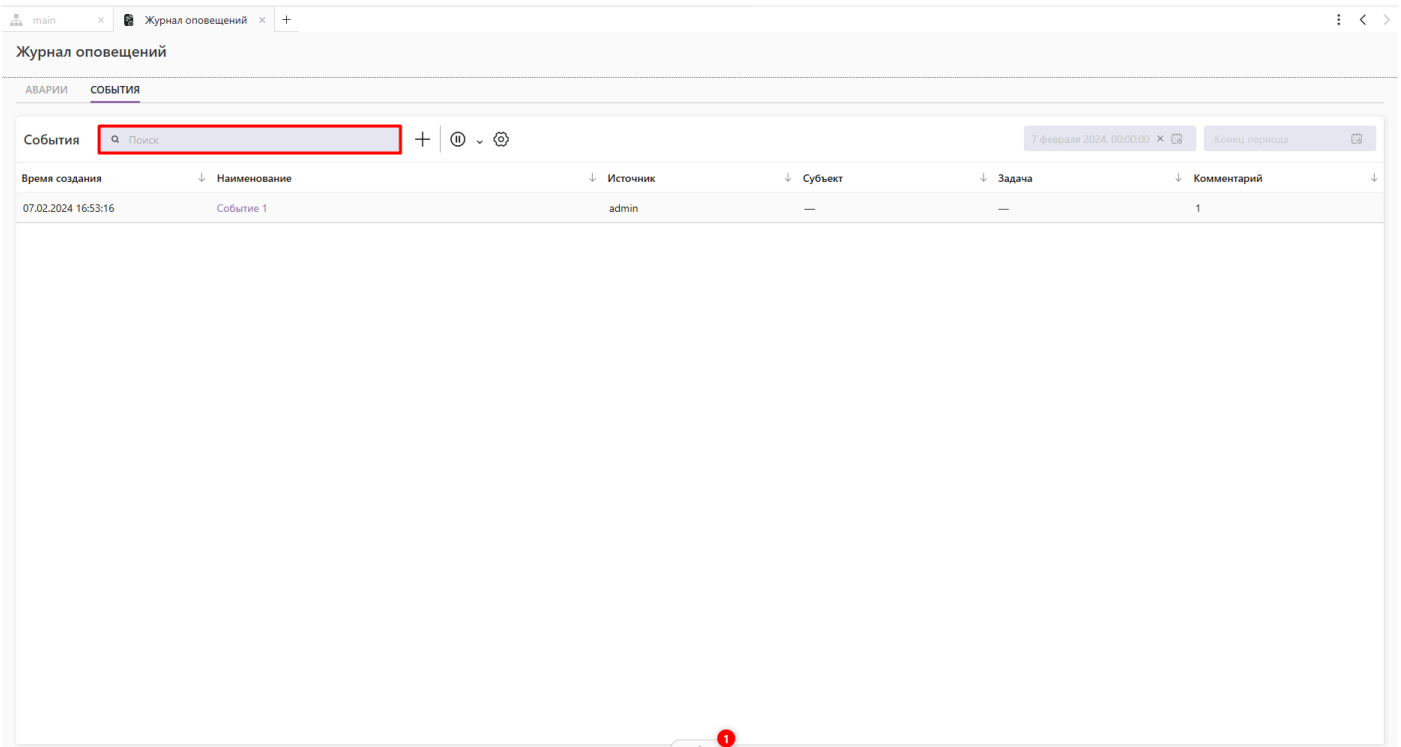 main Журнал оповещений
Журнал оповещений
АВАРИИ СОБЫТИЯ
События Поиск 7 февраля 2024, 00:00:00 Конец периода
Время создания Наименование Источник Субъект Задача Комментарий
07.02.2024 16:53:16 Событие 1 admin — — 1
1